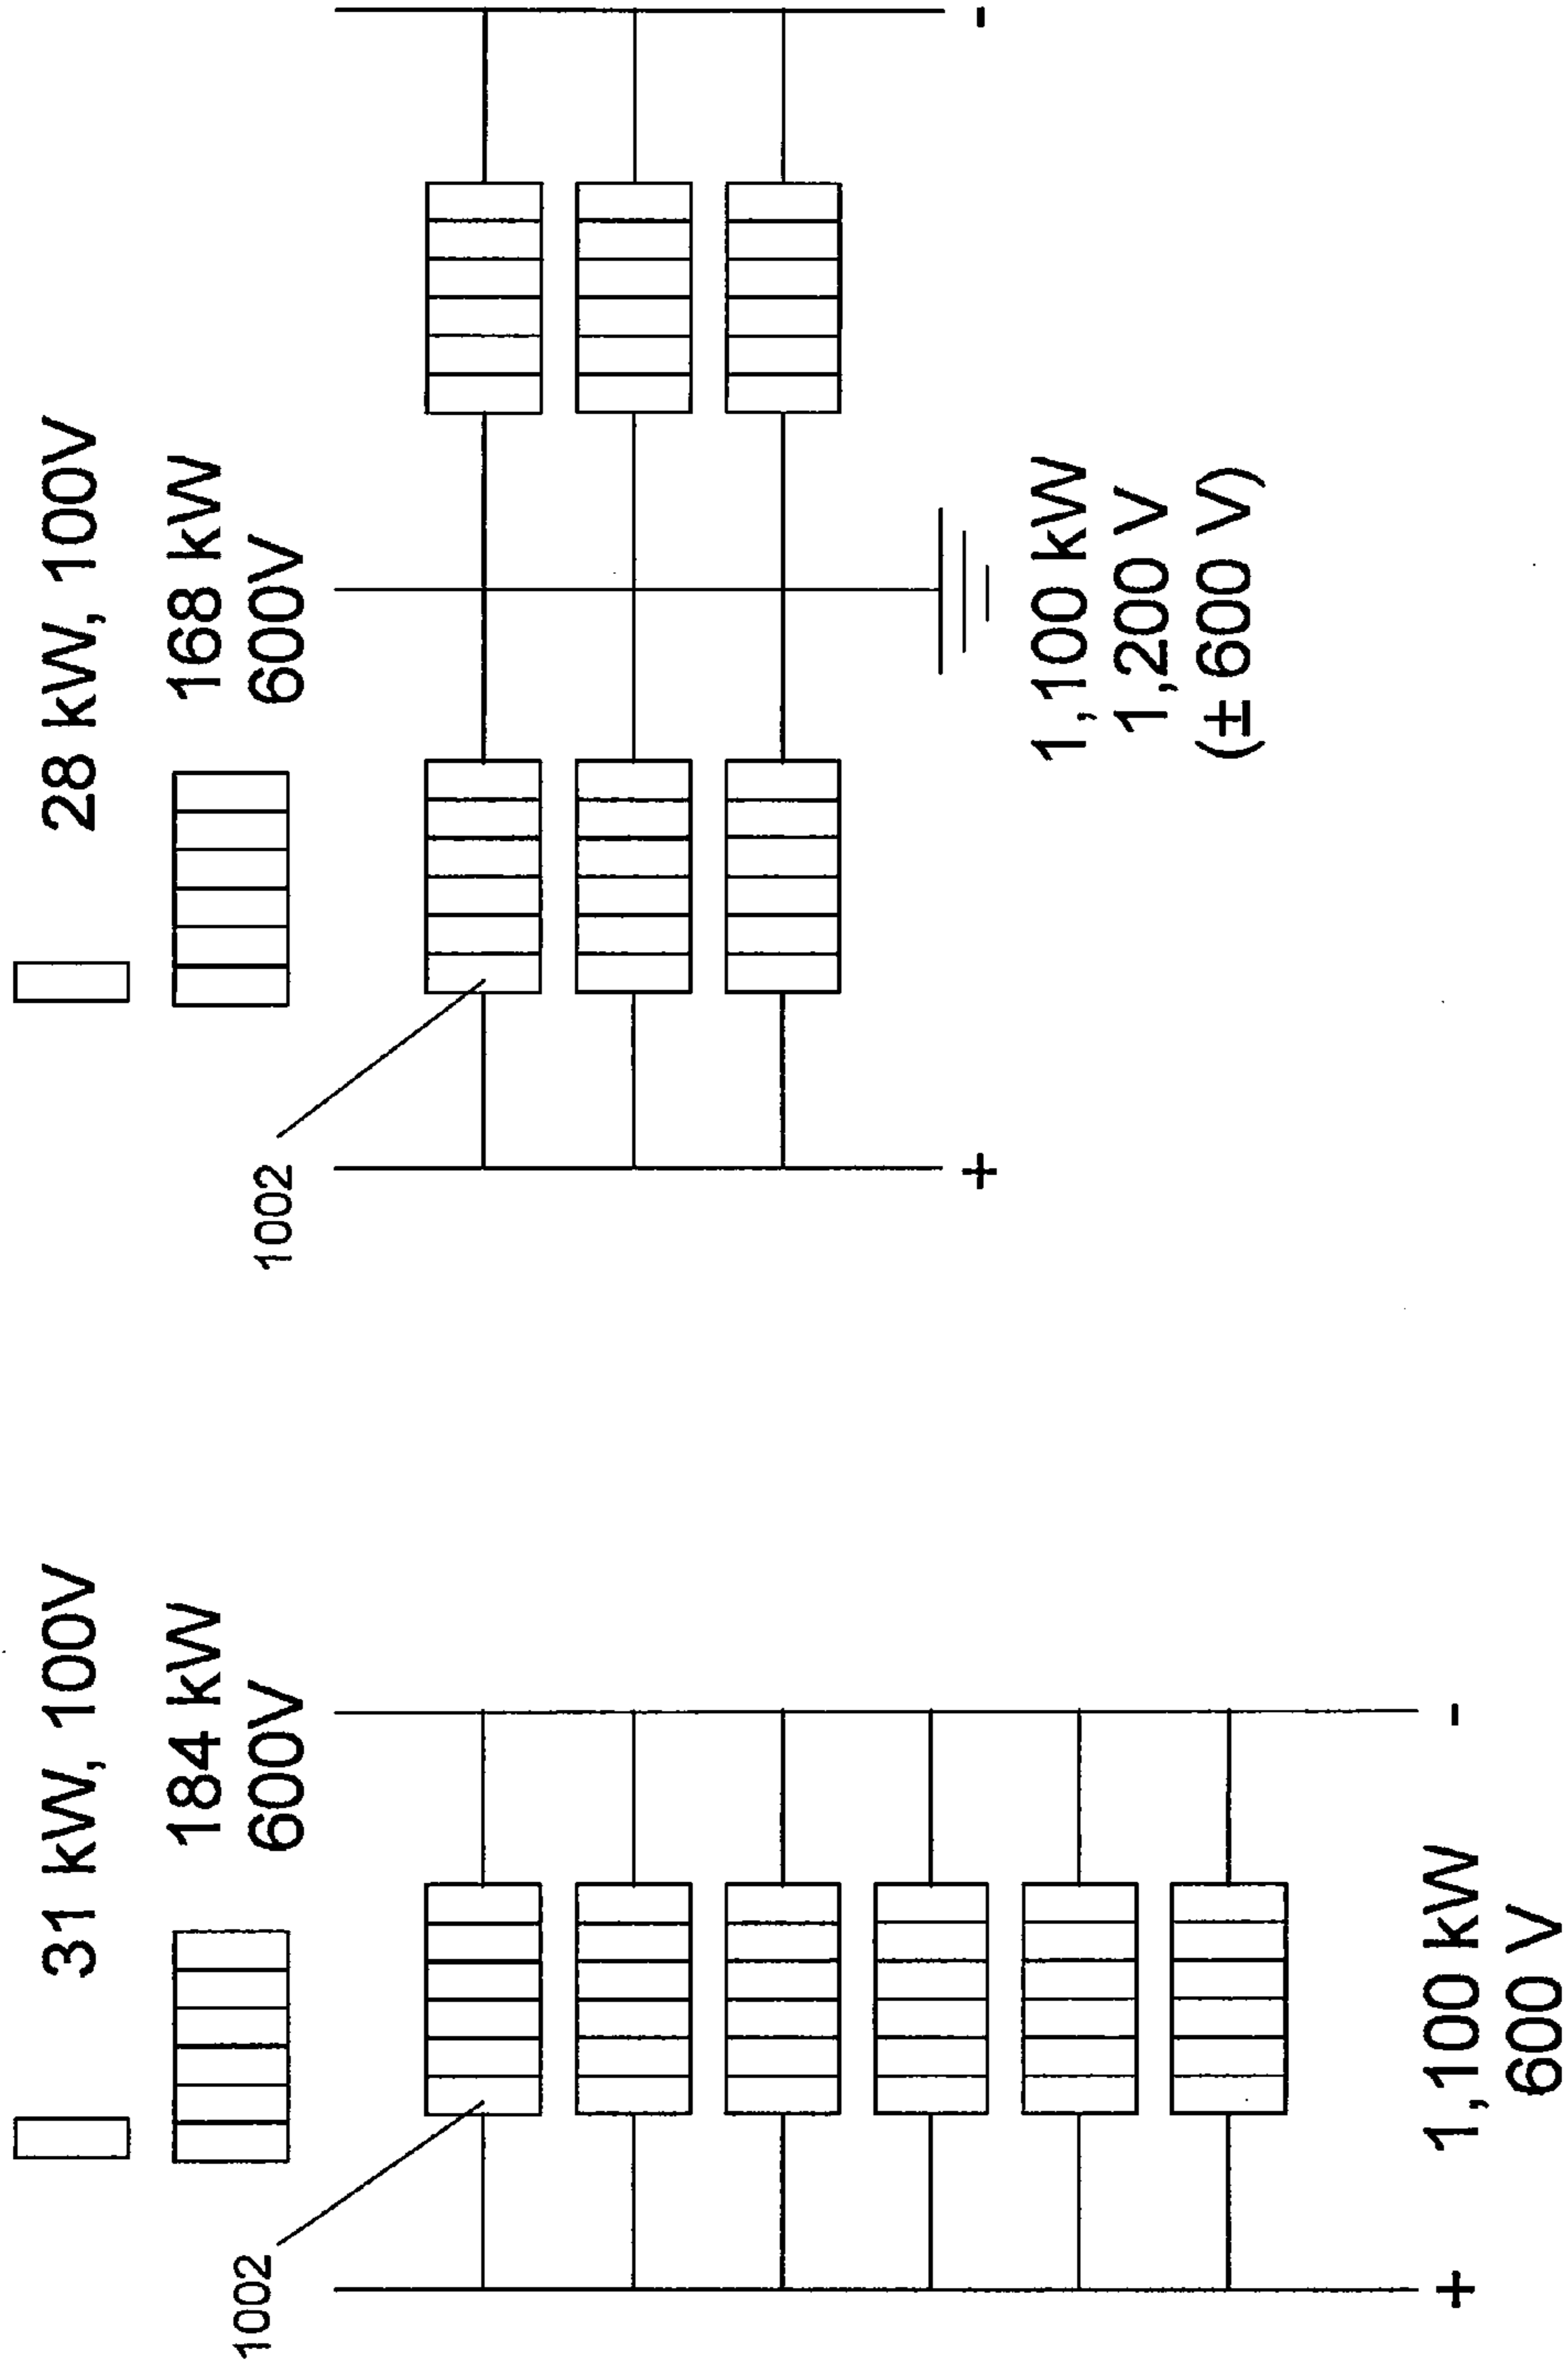 31 kW, 100V
184 kW
600V
1002
+
-
1,100 kW
600 V
28 kW, 100V
168 kW
600V
1002
+
-
1,100 kW
1,200 V
(± 600 V)